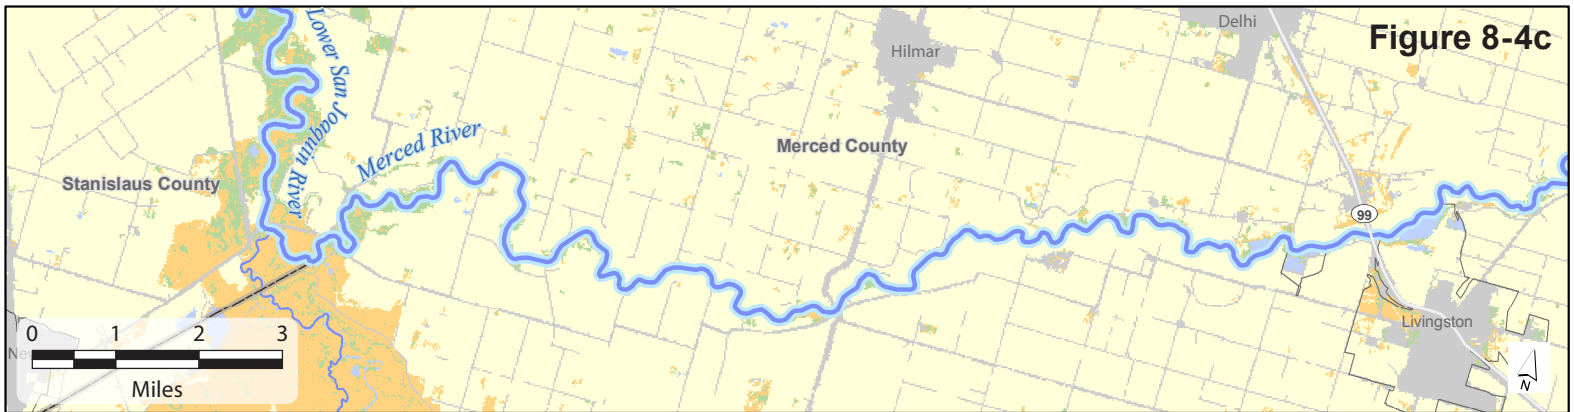 Figure 8-4c
Delhi
Hilmar
Lower San Joaquin River
Merced River
Merced County
Stanislaus County
99
Livingston
0 1 2 3
Miles
N